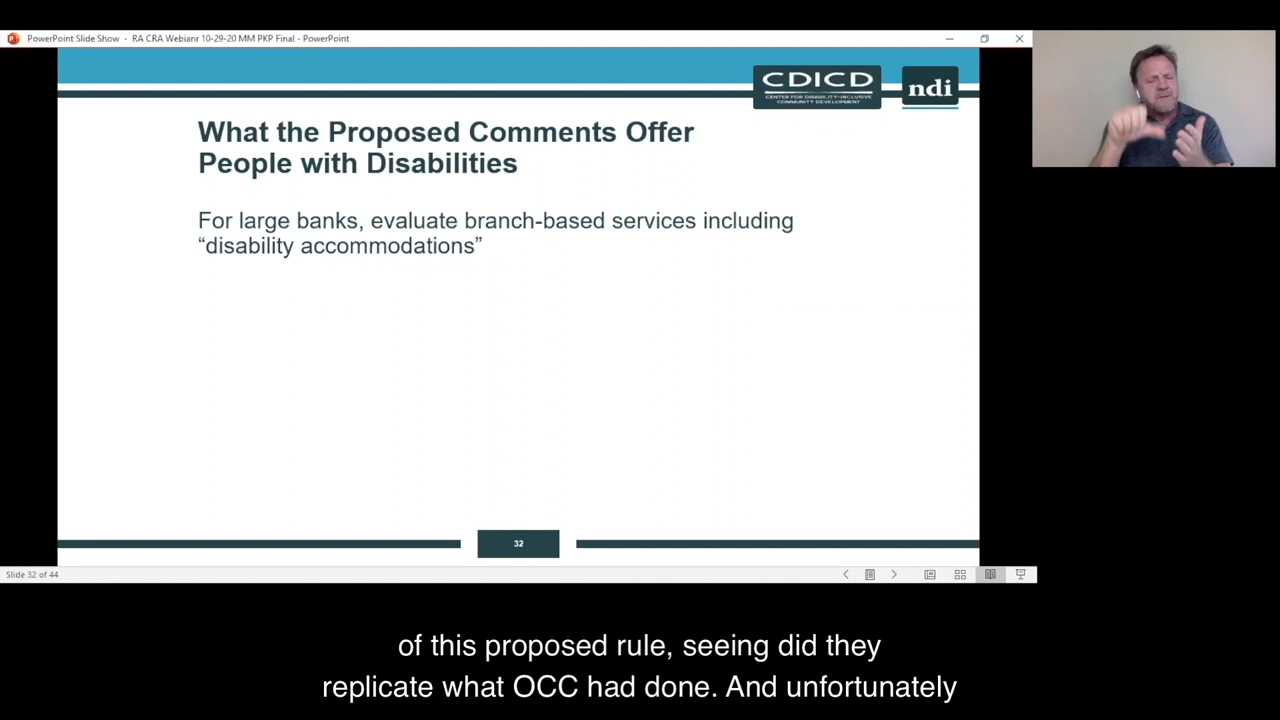 PowerPoint Slide Show - RA CRA Webianr 10-29-20 MM PKP Final - PowerPoint
CDICD
CENTER FOR DISABILITY-INCLUSIVE
COMMUNITY DEVELOPMENT
ndi
What the Proposed Comments Offer
People with Disabilities
For large banks, evaluate branch-based services including
“disability accommodations”
32
Slide 32 of 44
of this proposed rule, seeing did they
replicate what OCC had done. And unfortunately